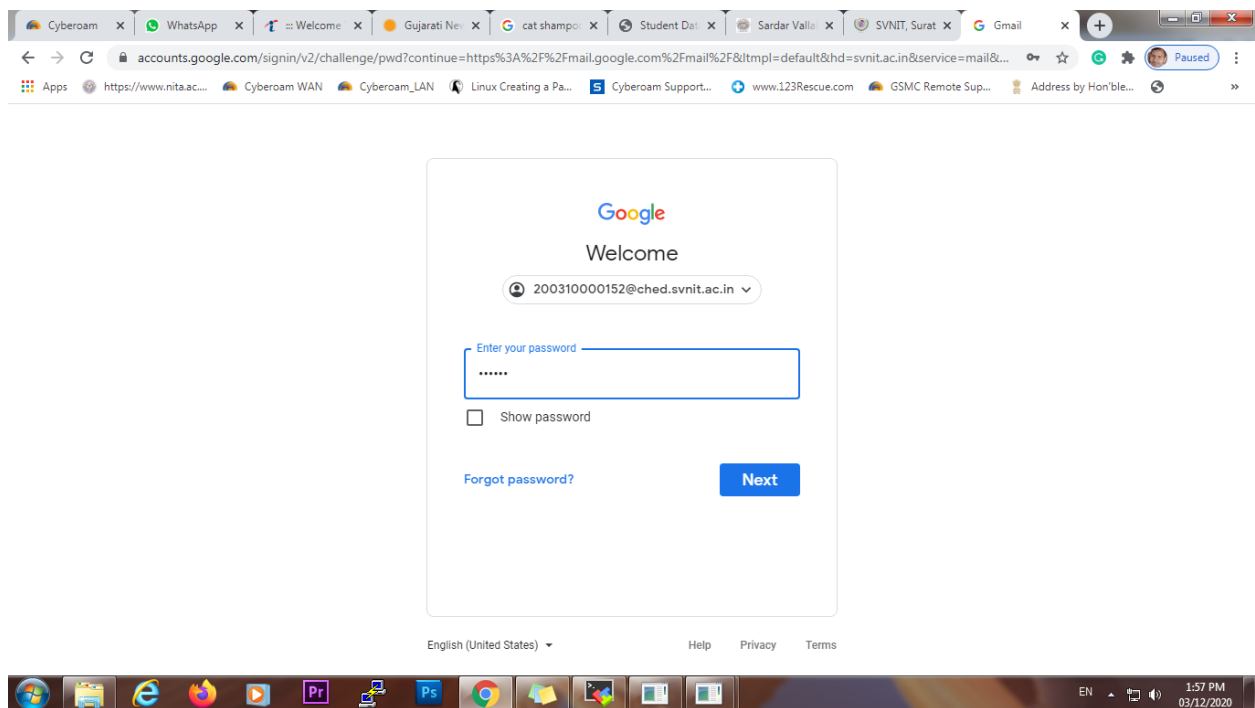 Cyberoam WhatsApp ::: Welcome Gujarati Ne cat shampo Student Dat Sardar Valla SVNIT, Surat Gmail
accounts.google.com/signin/v2/challenge/pwd?continue=https%3A%2F%2Fmail.google.com%2Fmail%2F&ltmpl=default&hd=svnit.ac.in&service=mail&... Paused
Apps https://www.nita.ac.... Cyberoam WAN Cyberoam_LAN Linux Creating a Pa... Cyberoam Support... www.123Rescue.com GSMC Remote Sup... Address by Hon'ble... »
Google
Welcome
200310000152@ched.svnit.ac.in
Enter your password
••••••
Show password
Forgot password? Next
English (United States) Help Privacy Terms
Pr Ps EN 1:57 PM
03/12/2020